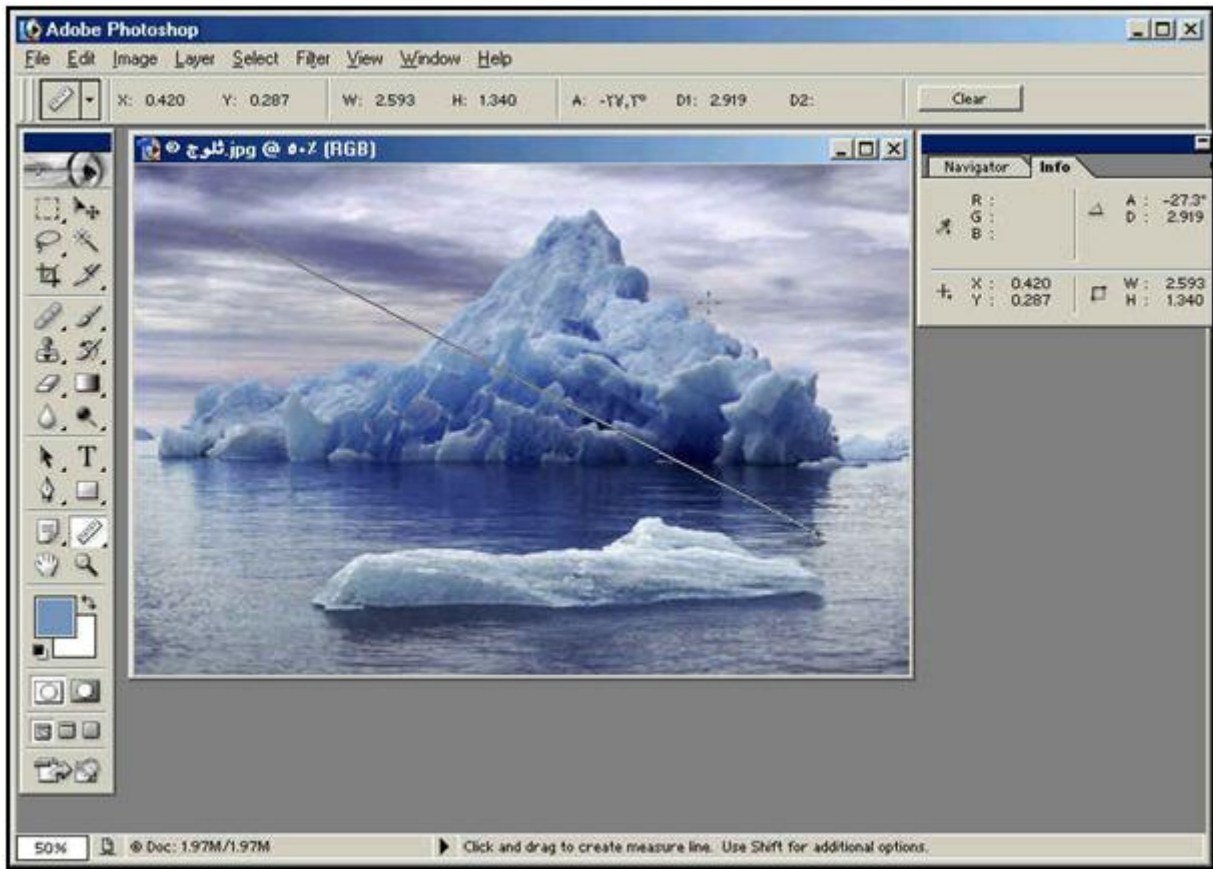 Adobe Photoshop
File Edit Image Layer Select Filter View Window Help
X: 0.420 Y: 0.287 W: 2.593 H: 1.340 A: -٢٧,٣° D1: 2.919 D2: Clear
ثلوج.jpg @ ٥٠٪ (RGB)
Navigator Info
R :
G :
B :
A : -27.3°
D : 2.919
X : 0.420
Y : 0.287
W : 2.593
H : 1.340
T
50% Doc: 1.97M/1.97M Click and drag to create measure line. Use Shift for additional options.